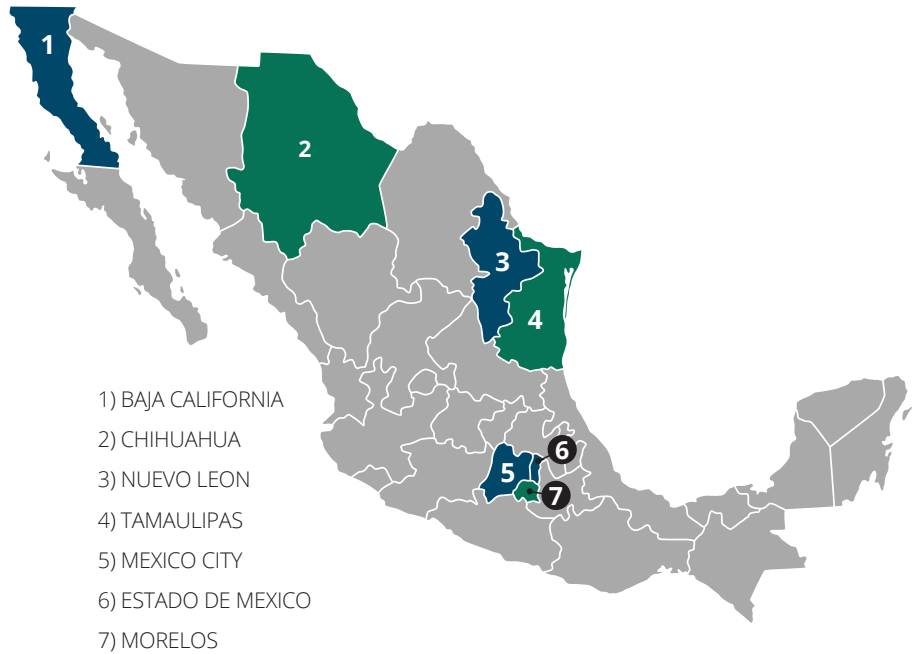 1
2
3
4
5
6
7
1) BAJA CALIFORNIA
2) CHIHUAHUA
3) NUEVO LEON
4) TAMAULIPAS
5) MEXICO CITY
6) ESTADO DE MEXICO
7) MORELOS